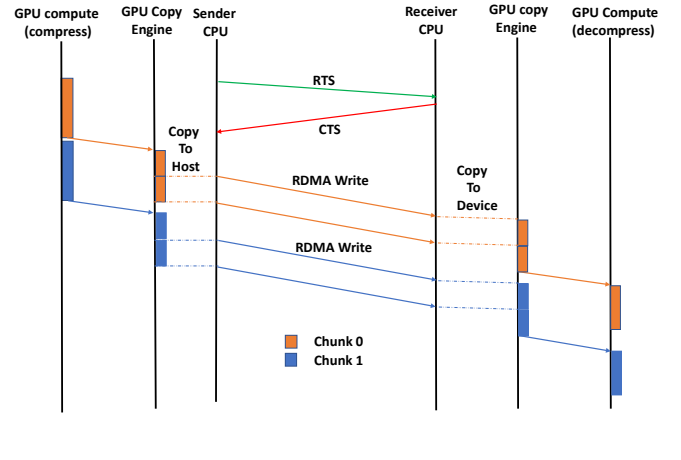 GPU compute
(compress)
GPU Copy
Engine
Sender
CPU
Receiver
CPU
GPU copy
Engine
GPU Compute
(decompress)
RTS
CTS
Copy
To
Host
RDMA Write
Copy
To
Device
RDMA Write
Chunk 0
Chunk 1